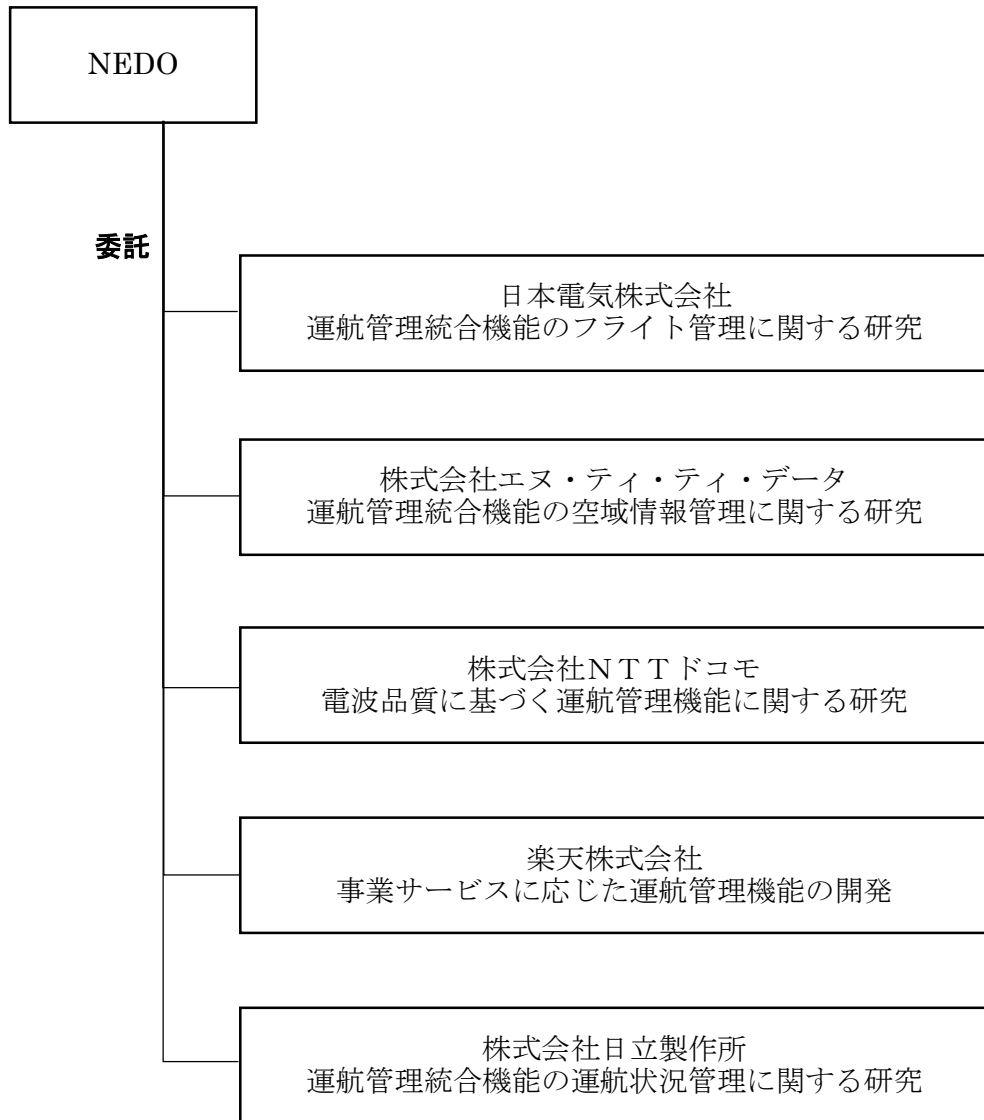 NEDO
委託
日本電気株式会社
運航管理統合機能のフライト管理に関する研究
株式会社エヌ・ティ・ティ・データ
運航管理統合機能の空域情報管理に関する研究
株式会社ＮＴＴドコモ
電波品質に基づく運航管理機能に関する研究
楽天株式会社
事業サービスに応じた運航管理機能の開発
株式会社日立製作所
運航管理統合機能の運航状況管理に関する研究